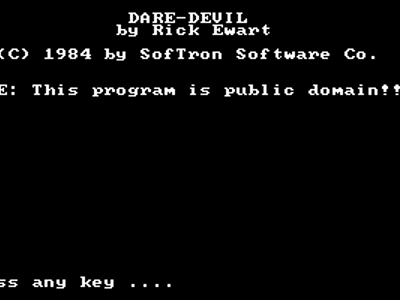 DARE-DEVIL
by Rick Ewart
(C) 1984 by SofTron Software Co.
E: This program is public domain!!
ss any key ....